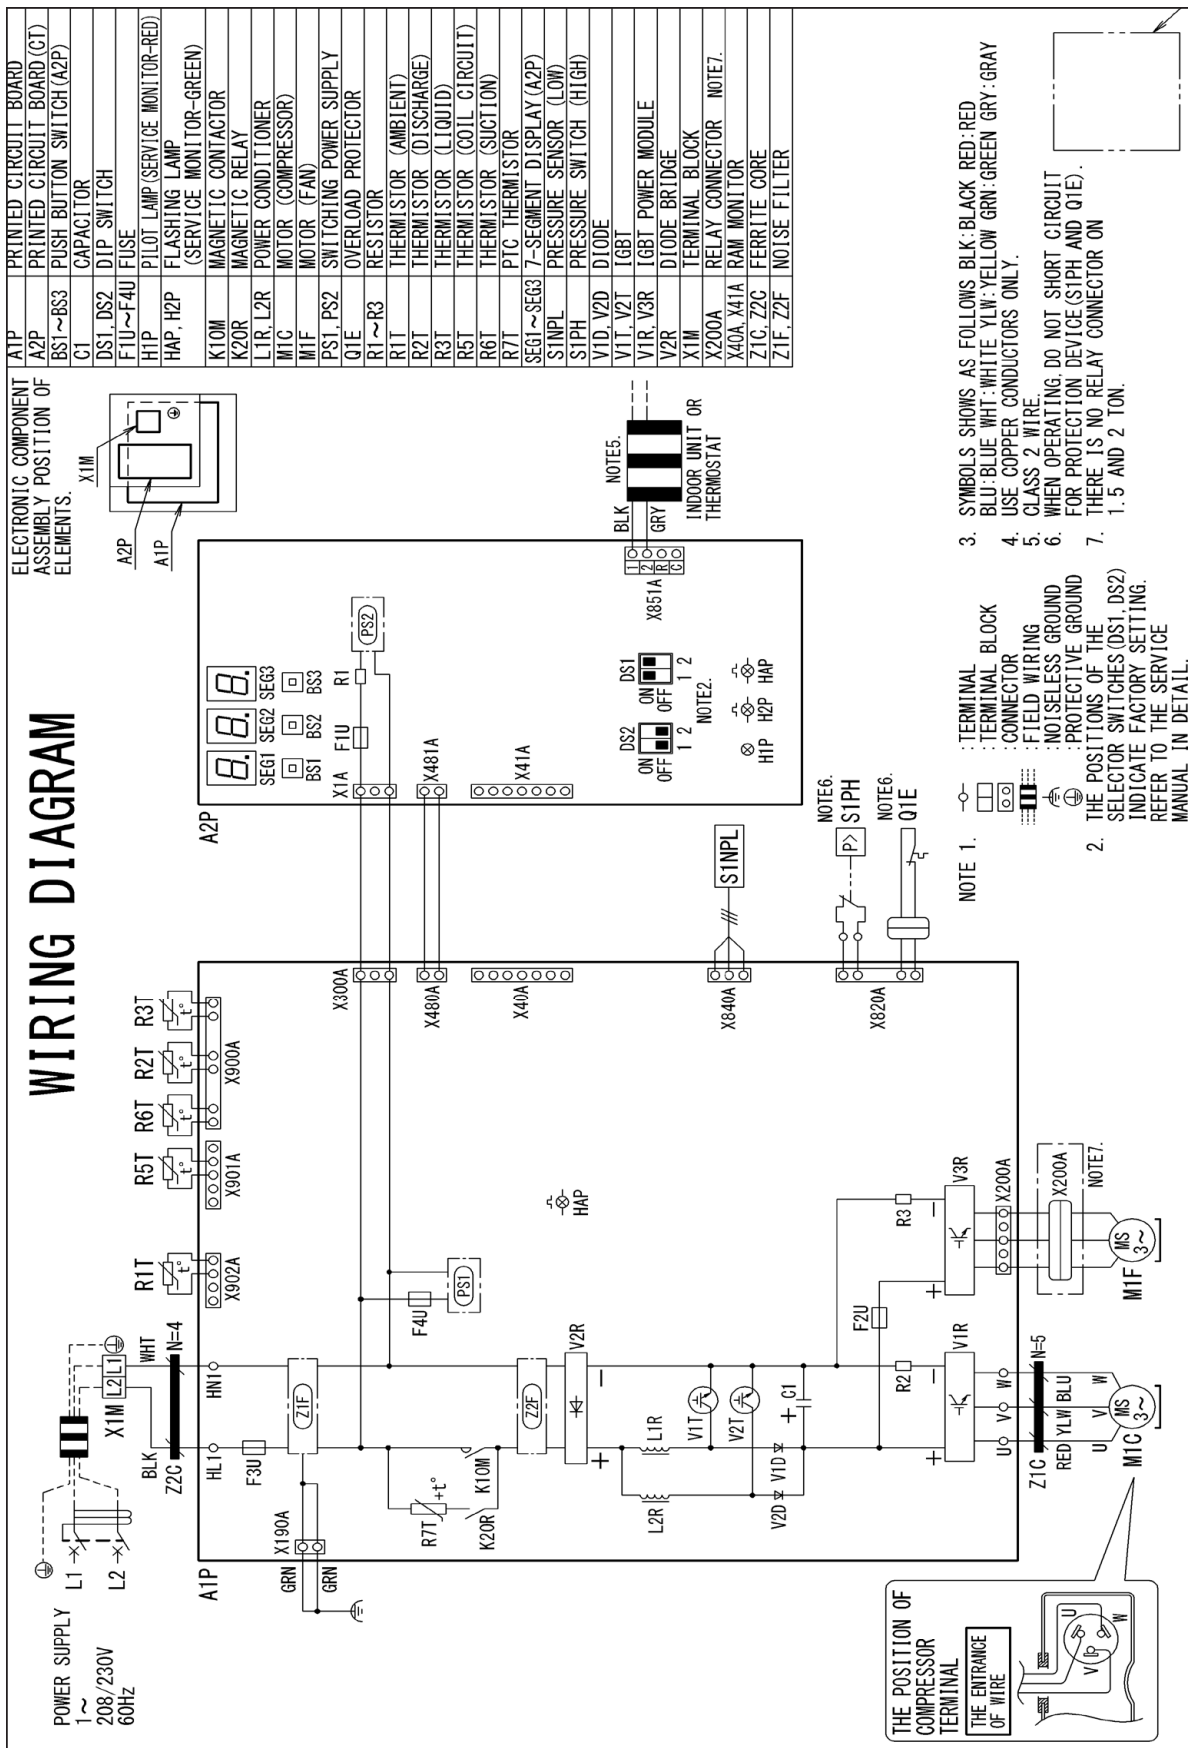 WIRING DIAGRAM
POWER SUPPLY
1~
208/230V
60Hz
L1
L2
X1M
L2 L1
BLK
WHT
Z2C
N=4
HL1
HN1
A1P
R1T
t°
X902A
R5T
t°
X901A
R6T
t°
R2T
t°
R3T
t°
X900A
F3U
Z1F
X190A
GRN
GRN
R7T
+t°
K10M
K20R
F4U
PS1
Z2F
V2R
+
−
L1R
L2R
V1T
V2T
V1D
V2D
+
C1
HAP
F2U
R2
R3
V1R
+
−
V3R
+
−
U
V
W
X200A
Z1C
N=5
RED YLW BLU
U
V
W
MS
3~
M1C
X200A
NOTE7.
MS
3~
M1F
X300A
X480A
X40A
X840A
X820A
S1NPL
NOTE6.
S1PH
P>
NOTE6.
Q1E
A2P
SEG1 SEG2 SEG3
BS1
BS2
BS3
X1A
F1U
R1
PS2
X481A
X41A
DS2
ON
OFF
1 2
DS1
ON
OFF
1 2
NOTE2.
H1P
H2P
HAP
X851A
1
2
R
C
BLK
GRY
NOTE5.
INDOOR UNIT OR
THERMOSTAT
ELECTRONIC COMPONENT
ASSEMBLY POSITION OF
ELEMENTS.
X1M
A2P
A1P
THE POSITION OF
COMPRESSOR
TERMINAL
THE ENTRANCE
OF WIRE
U
V
W
A1P PRINTED CIRCUIT BOARD
A2P PRINTED CIRCUIT BOARD(CT)
BS1~BS3 PUSH BUTTON SWITCH(A2P)
C1 CAPACITOR
DS1, DS2 DIP SWITCH
F1U~F4U FUSE
H1P PILOT LAMP(SERVICE MONITOR-RED)
HAP, H2P FLASHING LAMP
(SERVICE MONITOR-GREEN)
K10M MAGNETIC CONTACTOR
K20R MAGNETIC RELAY
L1R, L2R POWER CONDITIONER
M1C MOTOR (COMPRESSOR)
M1F MOTOR (FAN)
PS1, PS2 SWITCHING POWER SUPPLY
Q1E OVERLOAD PROTECTOR
R1~R3 RESISTOR
R1T THERMISTOR (AMBIENT)
R2T THERMISTOR (DISCHARGE)
R3T THERMISTOR (LIQUID)
R5T THERMISTOR (COIL CIRCUIT)
R6T THERMISTOR (SUCTION)
R7T PTC THERMISTOR
SEG1~SEG3 7-SEGMENT DISPLAY(A2P)
S1NPL PRESSURE SENSOR (LOW)
S1PH PRESSURE SWITCH (HIGH)
V1D, V2D DIODE
V1T, V2T IGBT
V1R, V3R IGBT POWER MODULE
V2R DIODE BRIDGE
X1M TERMINAL BLOCK
X200A RELAY CONNECTOR NOTE7.
X40A, X41A RAM MONITOR
Z1C, Z2C FERRITE CORE
Z1F, Z2F NOISE FILTER
NOTE 1.
:TERMINAL
:TERMINAL BLOCK
:CONNECTOR
:FIELD WIRING
:NOISELESS GROUND
:PROTECTIVE GROUND
2. THE POSITIONS OF THE
SELECTOR SWITCHES(DS1, DS2)
INDICATE FACTORY SETTING.
REFER TO THE SERVICE
MANUAL IN DETAIL.
3. SYMBOLS SHOWS AS FOLLOWS BLK:BLACK RED:RED
BLU:BLUE WHT:WHITE YLW:YELLOW GRN:GREEN GRY:GRAY
4. USE COPPER CONDUCTORS ONLY.
5. CLASS 2 WIRE.
6. WHEN OPERATING, DO NOT SHORT CIRCUIT
FOR PROTECTION DEVICE(S1PH AND Q1E).
7. THERE IS NO RELAY CONNECTOR ON
1.5 AND 2 TON.